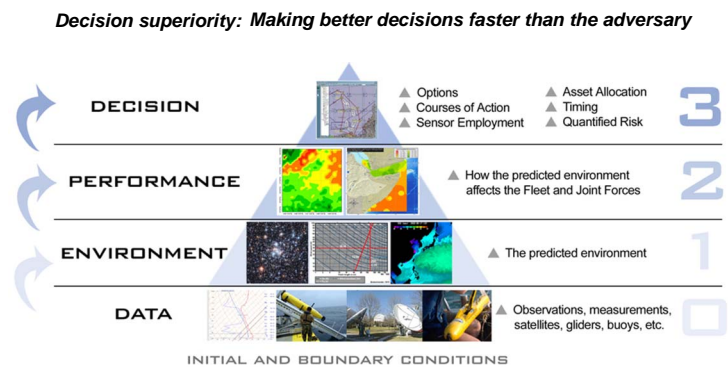 Decision superiority: Making better decisions faster than the adversary
DECISION
Options
Courses of Action
Sensor Employment
Asset Allocation
Timing
Quantified Risk
3
PERFORMANCE
How the predicted environment
affects the Fleet and Joint Forces
2
ENVIRONMENT
The predicted environment
1
DATA
Observations, measurements,
satellites, gliders, buoys, etc.
0
INITIAL AND BOUNDARY CONDITIONS